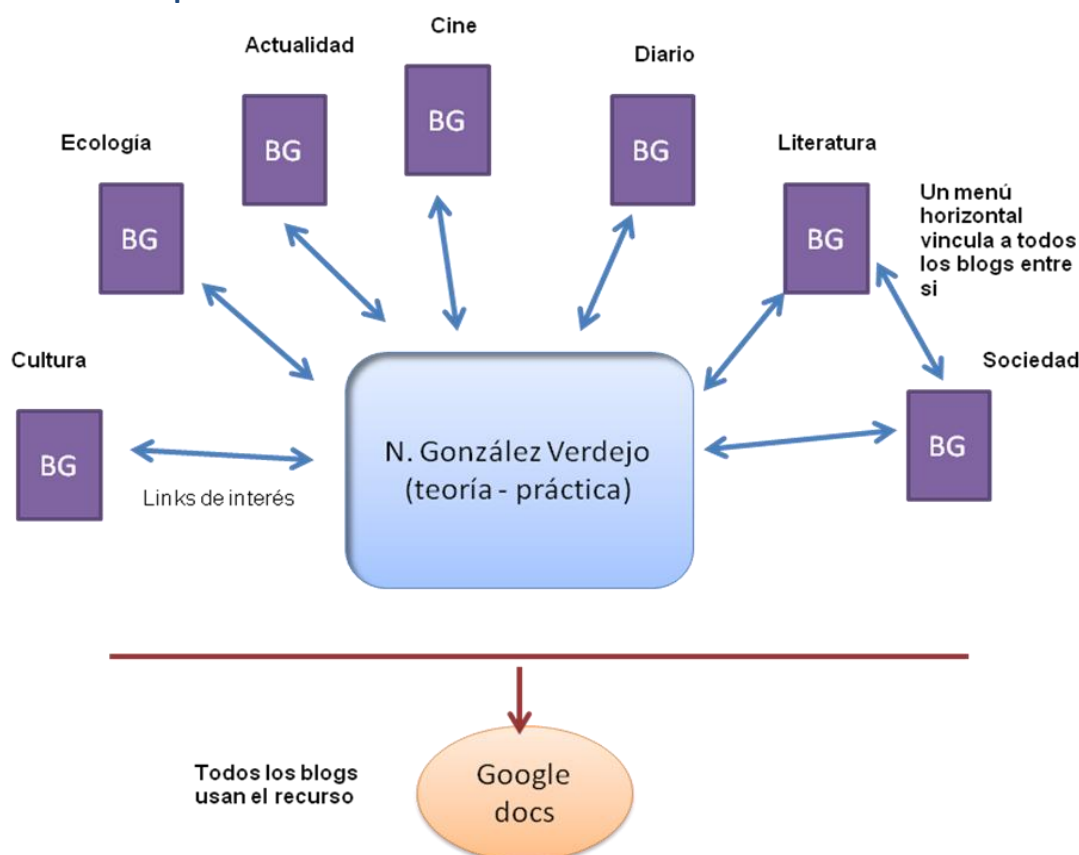 Cine
Actualidad
Diario
BG
BG
BG
Ecología
Literatura
BG
BG
Un menú
horizontal
vincula a todos
los blogs entre
si
Cultura
Sociedad
BG
BG
Links de interés
N. González Verdejo
(teoría - práctica)
Todos los blogs
usan el recurso
Google
docs